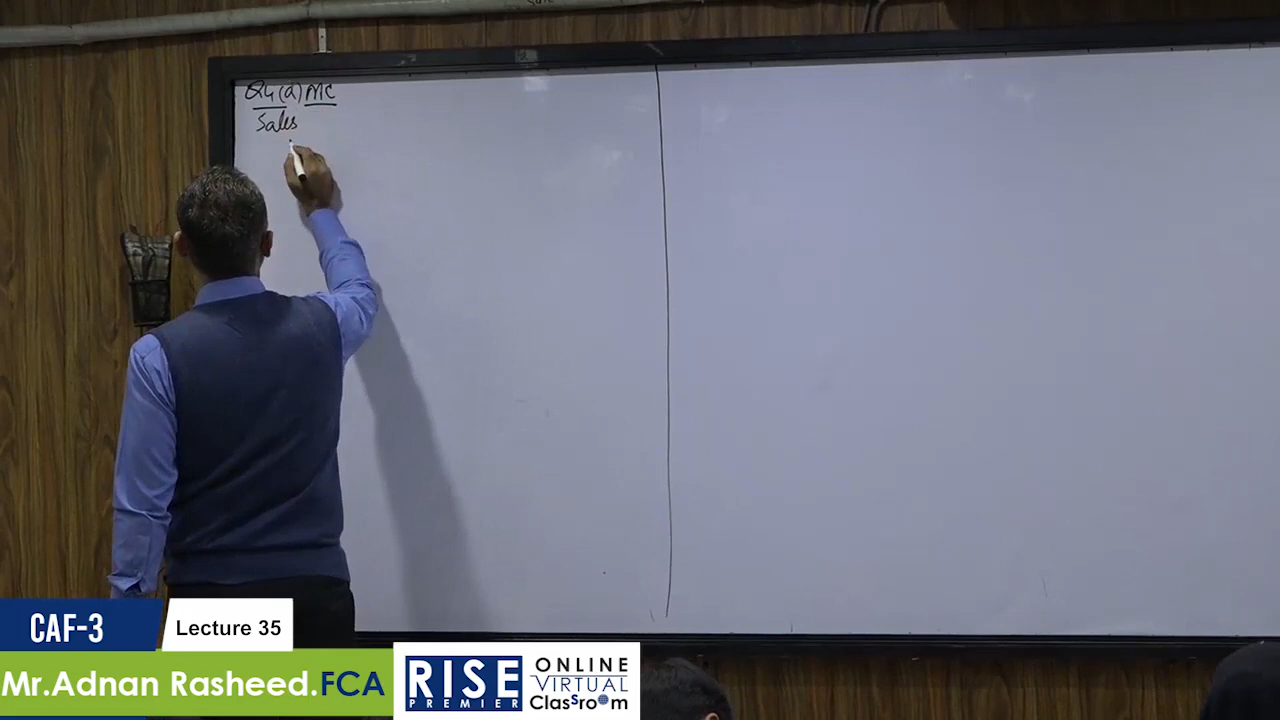 Q4 (a) MC
Sales
CAF-3
Lecture 35
Mr.Adnan Rasheed.FCA
RISE
PREMIER
ONLINE
VIRTUAL
Classroom